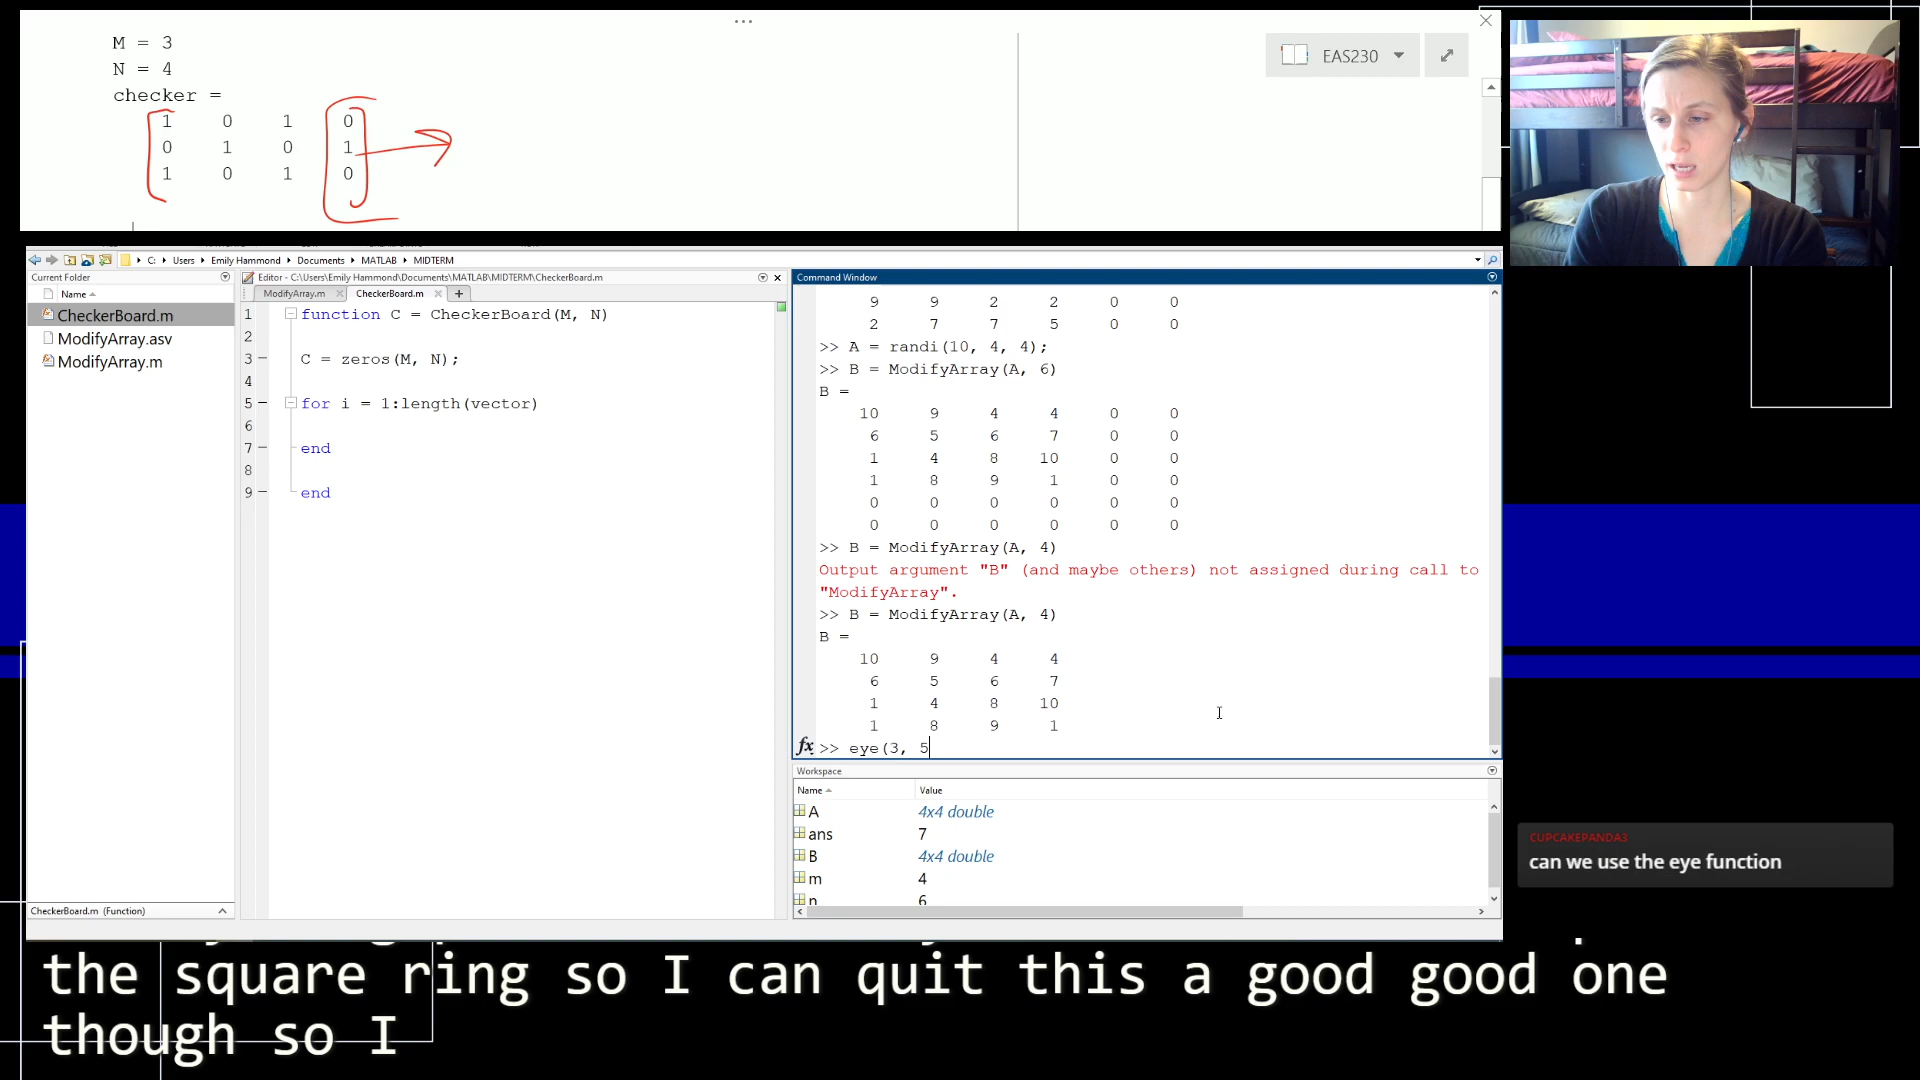 M = 3
N = 4
checker =
1 0 1 0
0 1 0 1
1 0 1 0
EAS230
C: Users Emily Hammond Documents MATLAB MIDTERM
Current Folder
Name
CheckerBoard.m
ModifyArray.asv
ModifyArray.m
CheckerBoard.m (Function)
Editor - C:\Users\Emily Hammond\Documents\MATLAB\MIDTERM\CheckerBoard.m
ModifyArray.m CheckerBoard.m
1 function C = CheckerBoard(M, N)
2
3 C = zeros(M, N);
4
5 for i = 1:length(vector)
6
7 end
8
9 end
Command Window
9 9 2 2 0 0
2 7 7 5 0 0
>> A = randi(10, 4, 4);
>> B = ModifyArray(A, 6)
B =
10 9 4 4 0 0
6 5 6 7 0 0
1 4 8 10 0 0
1 8 9 1 0 0
0 0 0 0 0 0
0 0 0 0 0 0
>> B = ModifyArray(A, 4)
Output argument "B" (and maybe others) not assigned during call to
"ModifyArray".
>> B = ModifyArray(A, 4)
B =
10 9 4 4
6 5 6 7
1 4 8 10
1 8 9 1
fx >> eye(3, 5
Workspace
Name Value
A 4x4 double
ans 7
B 4x4 double
m 4
n 6
CUPCAKEPANDA3
can we use the eye function
the square ring so I can quit this a good good one
though so I